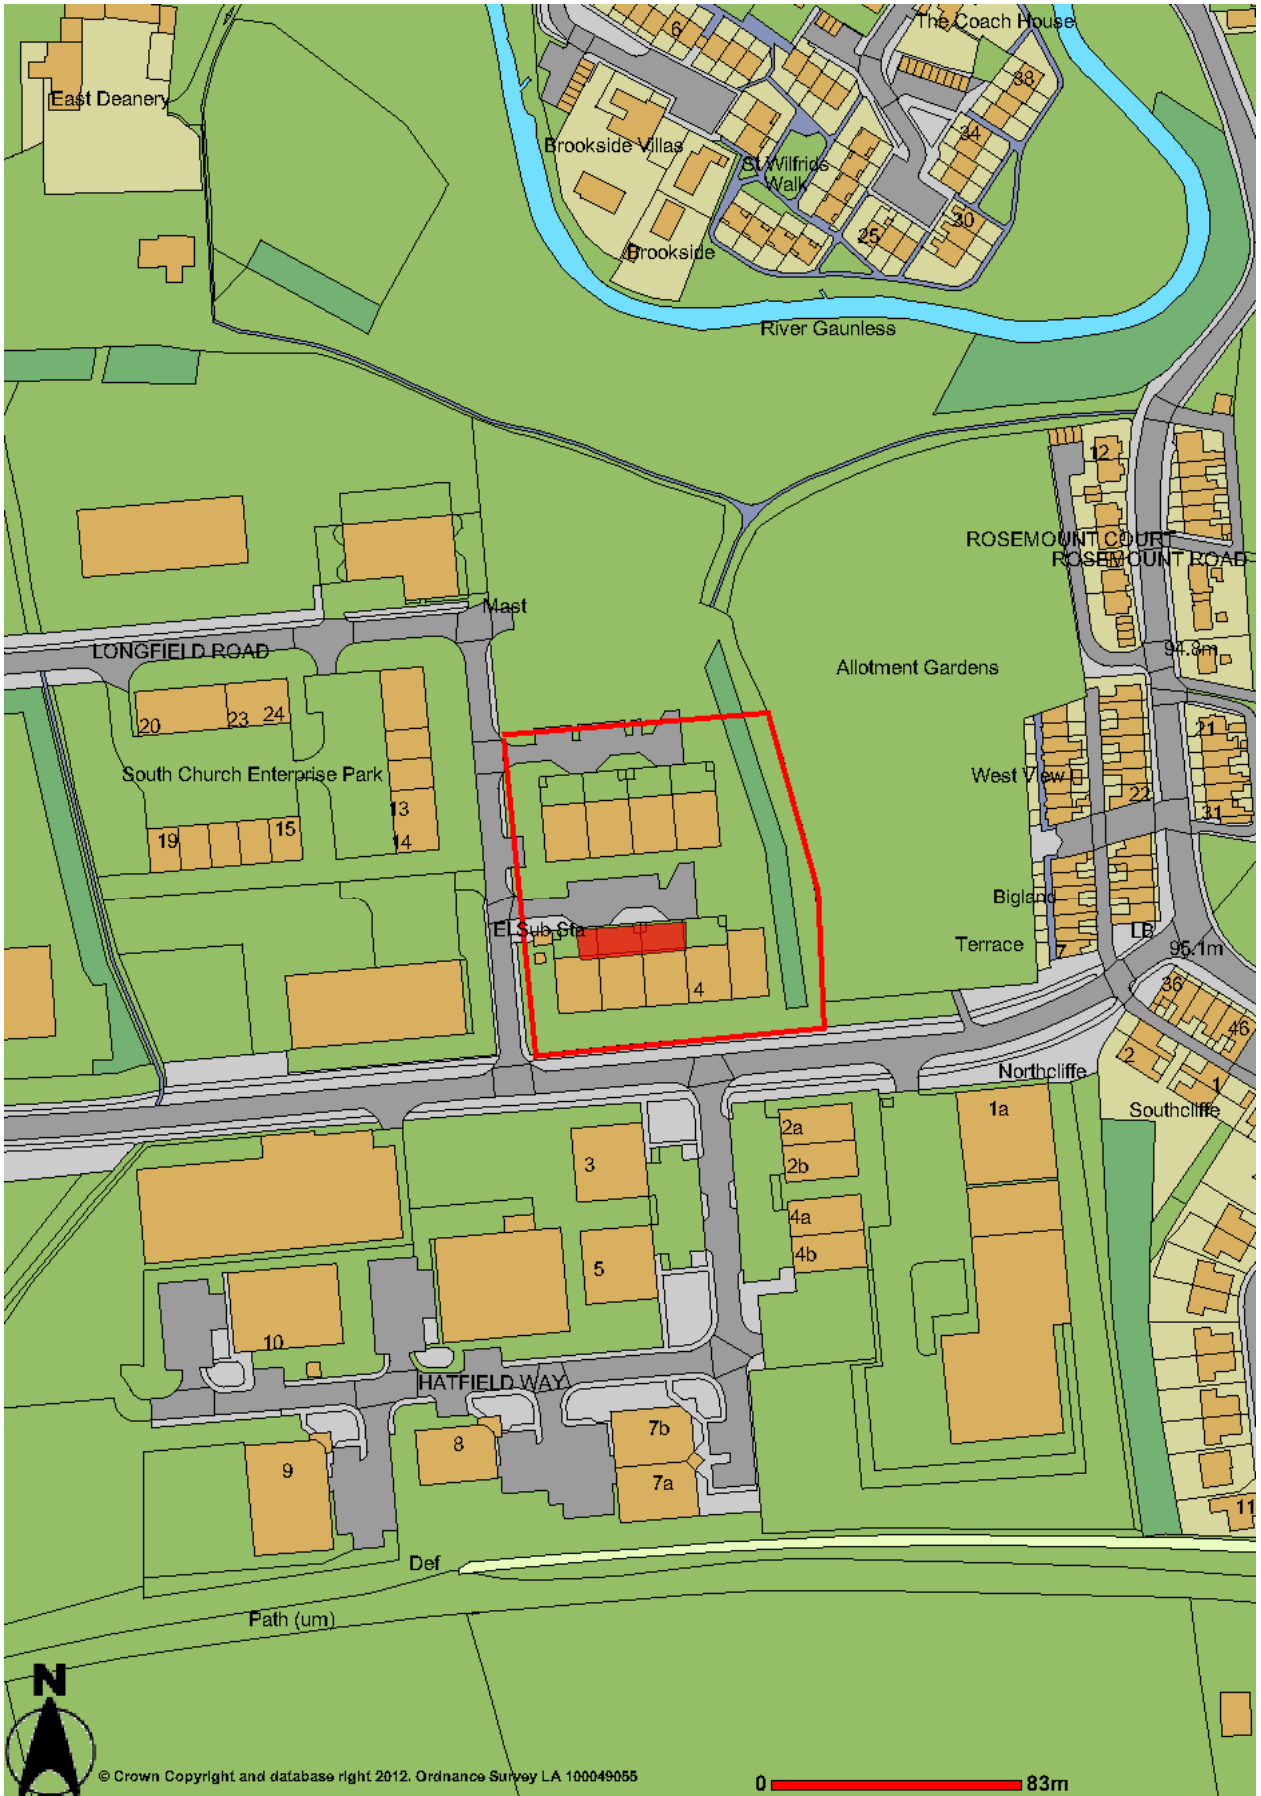 The Coach House
6
38
East Deanery
34
Brookside Villas
St Wilfrids
Walk
30
25
Brookside
River Gaunless
12
ROSEMOUNT COURT
ROSEMOUNT ROAD
Mast
94.8m
LONGFIELD ROAD
Allotment Gardens
20
23
24
21
South Church Enterprise Park
West View
22
13
31
19
15
14
Bigland
El Sub Sta
LB
Terrace
7
95.1m
4
36
46
2
Northcliffe
1
1a
Southcliffe
2a
3
2b
4a
4b
5
10
HATFIELD WAY
7b
8
9
7a
11
Def
Path (um)
N
© Crown Copyright and database right 2012. Ordnance Survey LA 100049055
0
83m